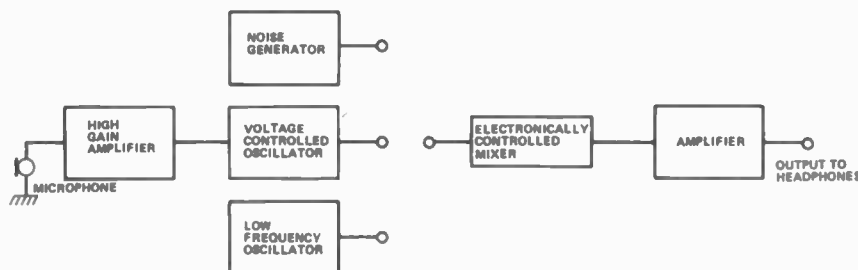 NOISE
GENERATOR
HIGH
GAIN
AMPLIFIER
VOLTAGE
CONTROLLED
OSCILLATOR
ELECTRONICALLY
CONTROLLED
MIXER
AMPLIFIER
MICROPHONE
OUTPUT TO
HEADPHONES
LOW
FREQUENCY
OSCILLATOR